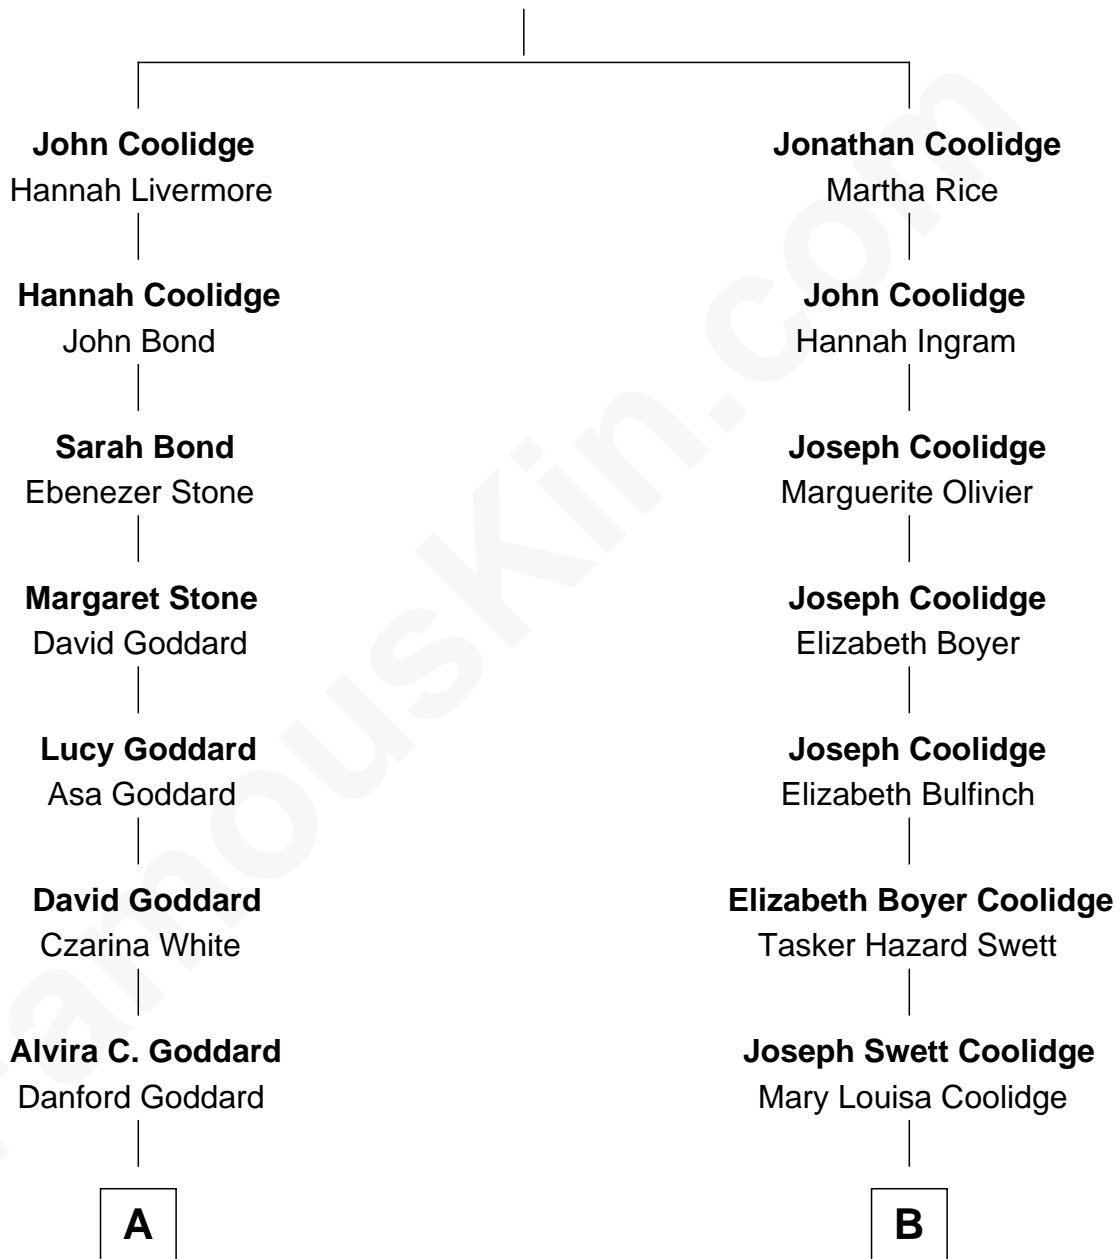 John Coolidge
Hannah Livermore
Hannah Coolidge
John Bond
Sarah Bond
Ebenezer Stone
Margaret Stone
David Goddard
Lucy Goddard
Asa Goddard
David Goddard
Czarina White
Alvira C. Goddard
Danford Goddard
A
Jonathan Coolidge
Martha Rice
John Coolidge
Hannah Ingram
Joseph Coolidge
Marguerite Olivier
Joseph Coolidge
Elizabeth Boyer
Joseph Coolidge
Elizabeth Bulfinch
Elizabeth Boyer Coolidge
Tasker Hazard Swett
Joseph Swett Coolidge
Mary Louisa Coolidge
B
FamousKin.com